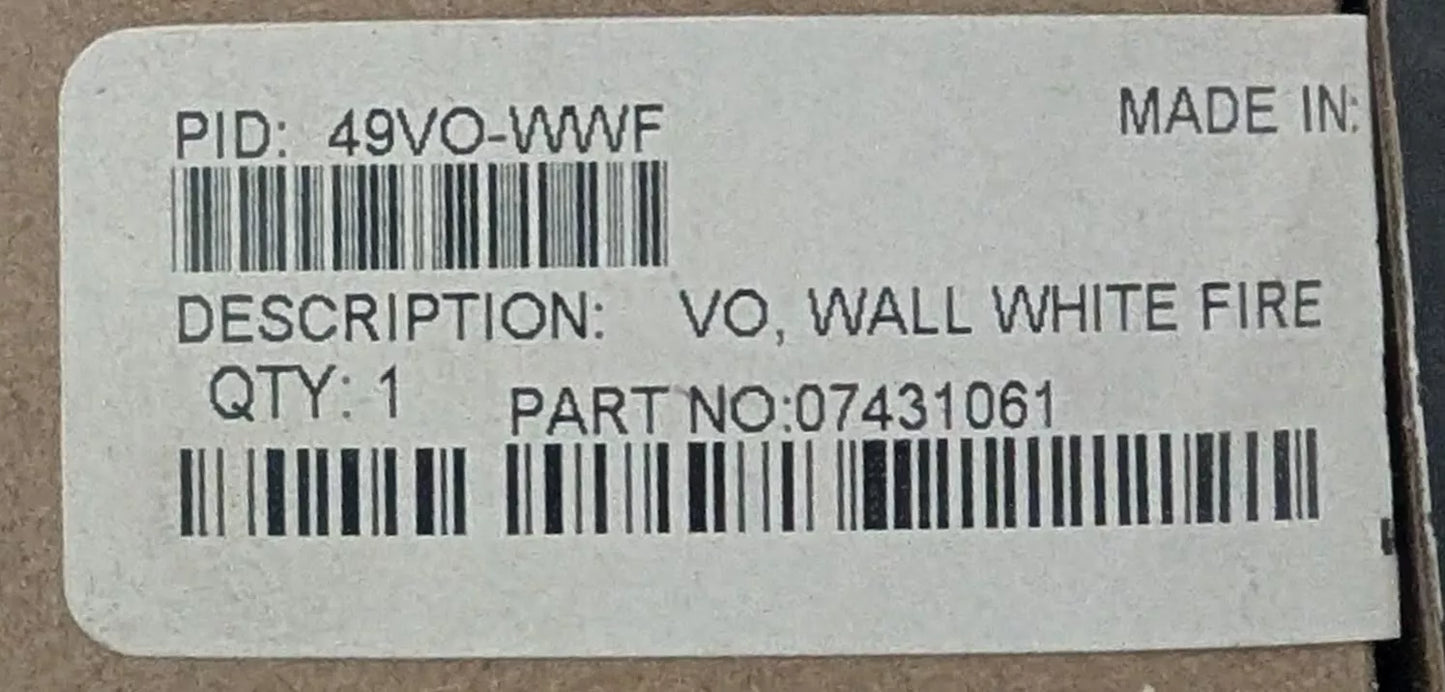 PID: 49VO-WWF
MADE IN:
DESCRIPTION: VO, WALL WHITE FIRE
QTY: 1 PART NO:07431061